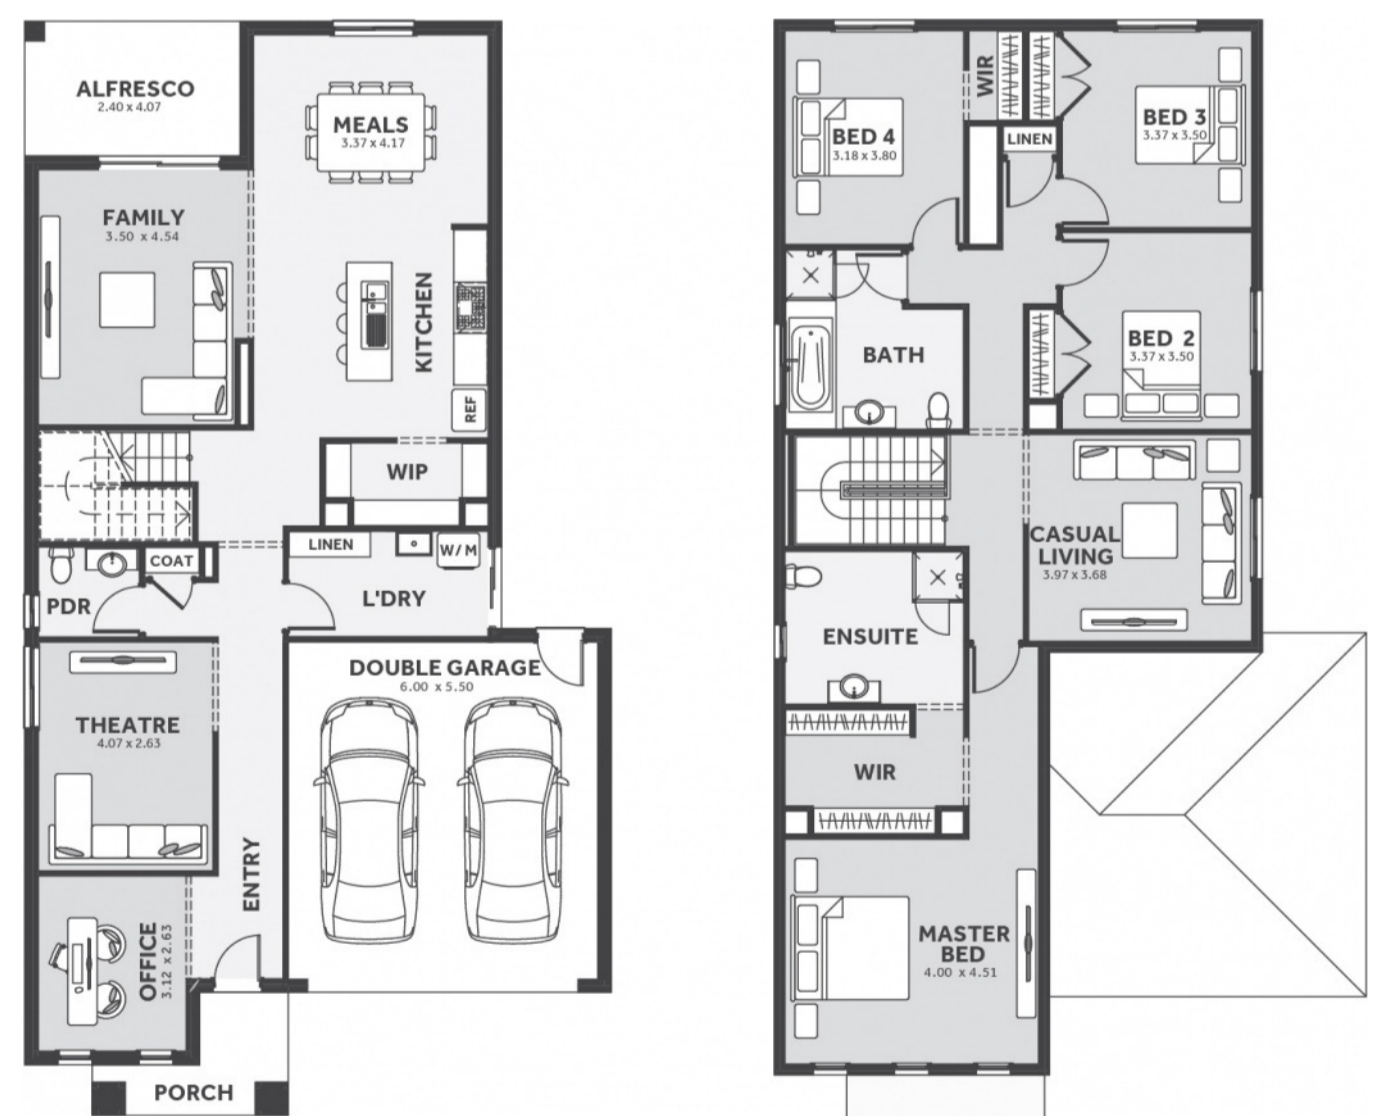 ALFRESCO
2.40 x 4.07
MEALS
3.37 x 4.17
FAMILY
3.50 x 4.54
KITCHEN
REF
WIP
LINEN
W/M
COAT
PDR
L'DRY
DOUBLE GARAGE
6.00 x 5.50
THEATRE
4.07 x 2.63
ENTRY
OFFICE
3.12 x 2.63
PORCH
BED 4
3.18 x 3.80
WIR
LINEN
BED 3
3.37 x 3.50
BED 2
3.37 x 3.50
BATH
CASUAL
LIVING
3.97 x 3.68
ENSUITE
WIR
MASTER
BED
4.00 x 4.51